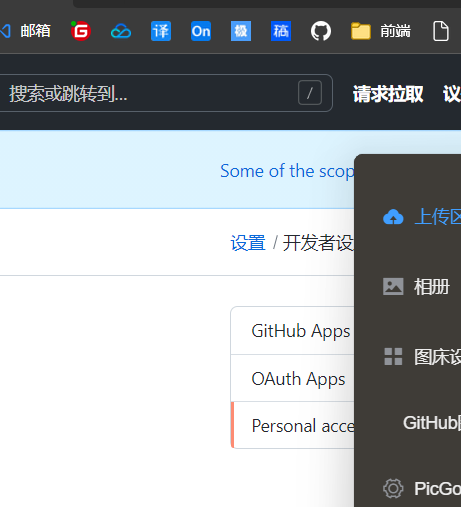 邮箱 G 译 On 极 稿 前端
搜索或跳转到... / 请求拉取 议
Some of the scop
上传区
设置 / 开发者设
相册
GitHub Apps
图床设
OAuth Apps
GitHub
Personal acce
PicGo